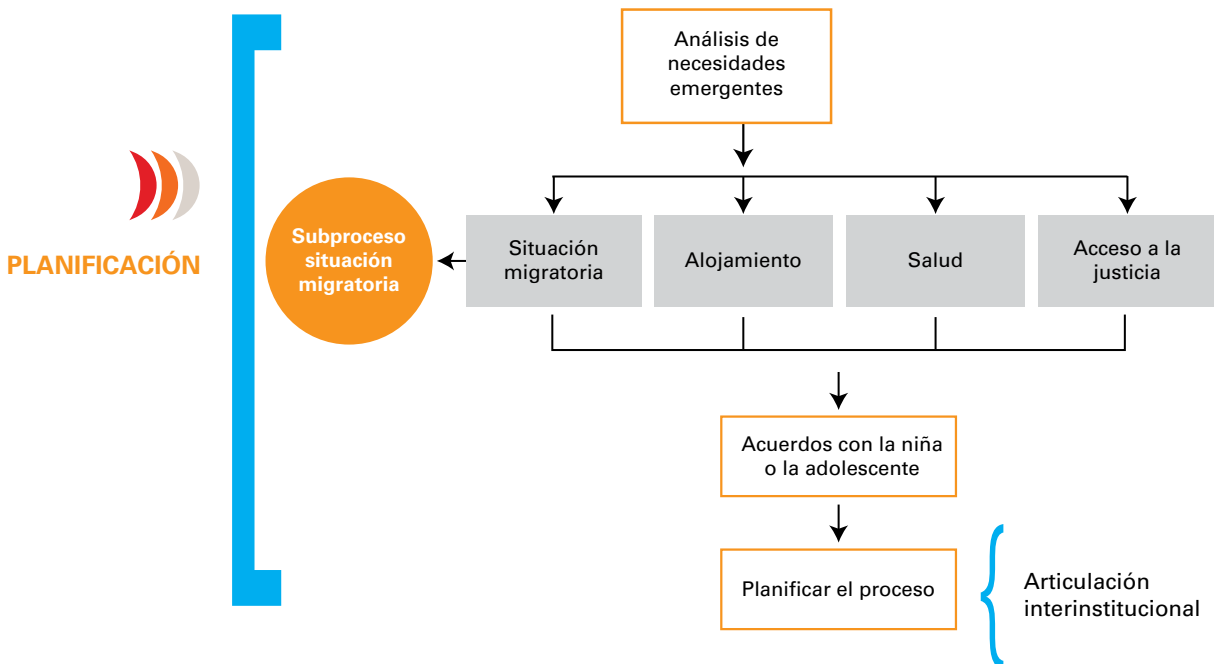 Análisis de
necesidades
emergentes
PLANIFICACIÓN
Subproceso
situación
migratoria
Situación
migratoria
Alojamiento
Salud
Acceso a la
justicia
Acuerdos con la niña
o la adolescente
Planificar el proceso
Articulación
interinstitucional